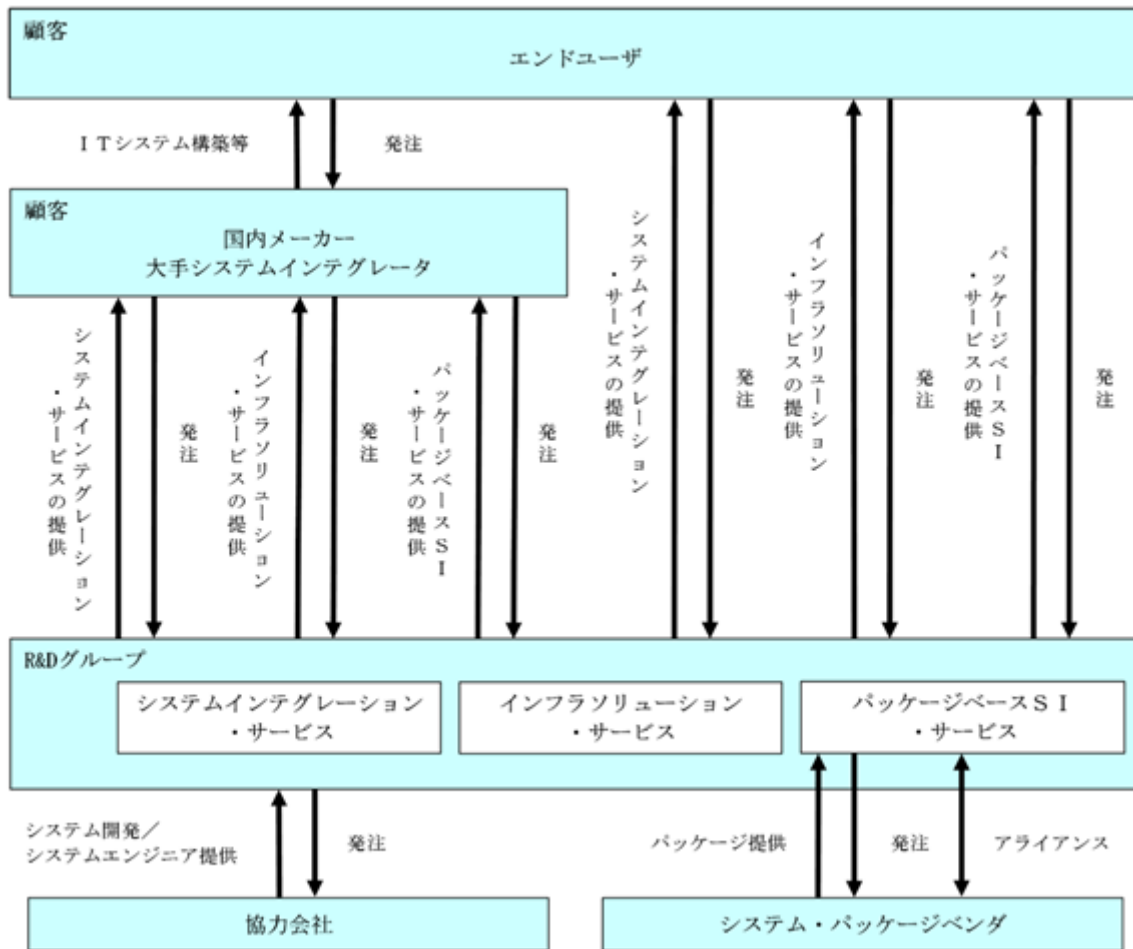 顧客
エンドユーザ
ＩＴシステム構築等
発注
顧客
国内メーカー
大手システムインテグレータ
システムインテグレーション
・サービスの提供
発注
インフラソリューション
・サービスの提供
発注
パッケージベースＳＩ
・サービスの提供
発注
システムインテグレーション
・サービスの提供
発注
インフラソリューション
・サービスの提供
発注
パッケージベースＳＩ
・サービスの提供
発注
R&Dグループ
システムインテグレーション
・サービス
インフラソリューション
・サービス
パッケージベースＳＩ
・サービス
システム開発／
システムエンジニア提供
発注
パッケージ提供
発注
アライアンス
協力会社
システム・パッケージベンダ